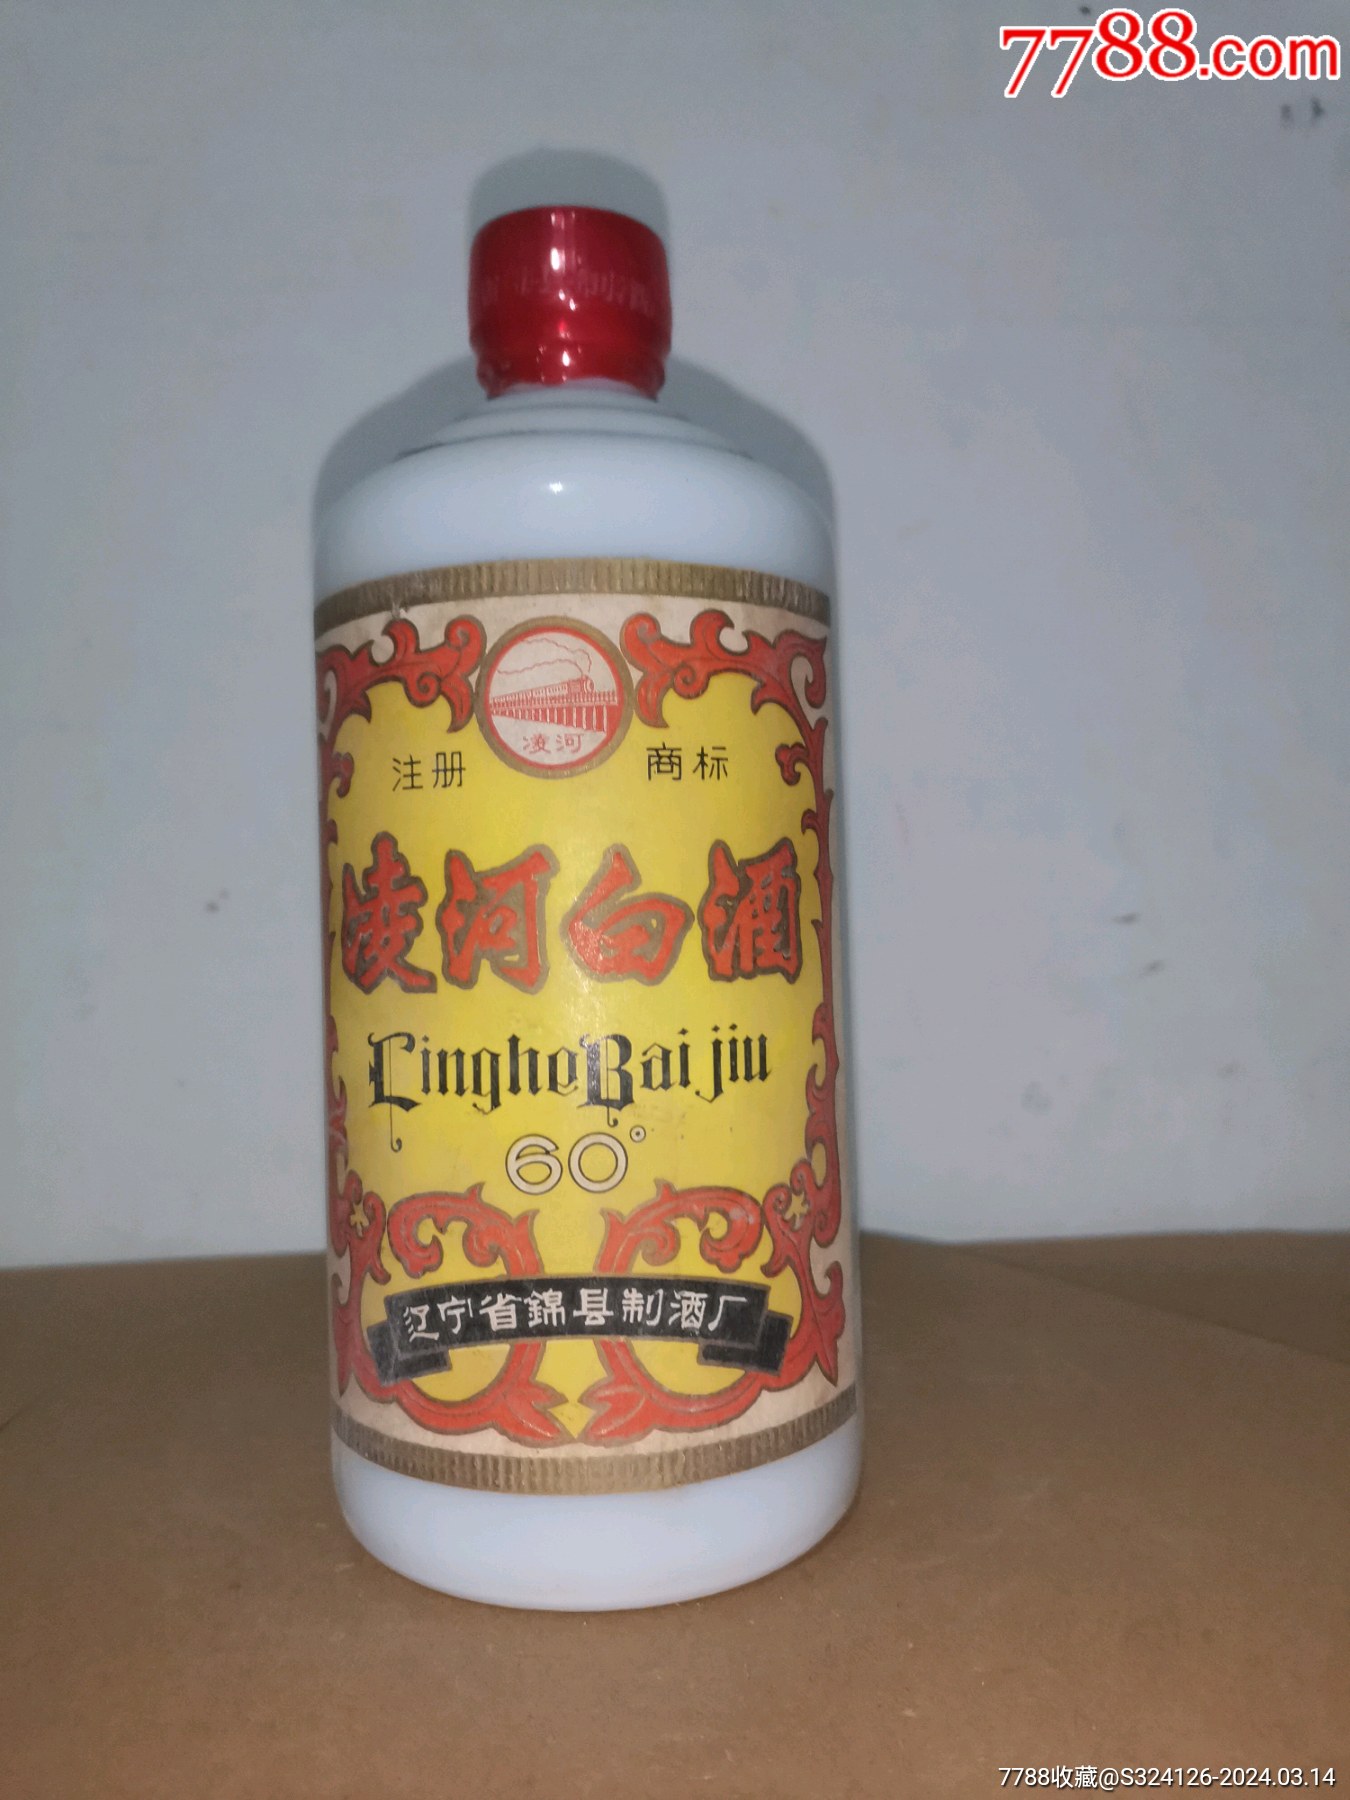 7788.com
凌河
注册 商标
凌河白酒
LingheBaijiu
60°
辽宁省錦县制酒厂
7788收藏@S324126-2024.03.14